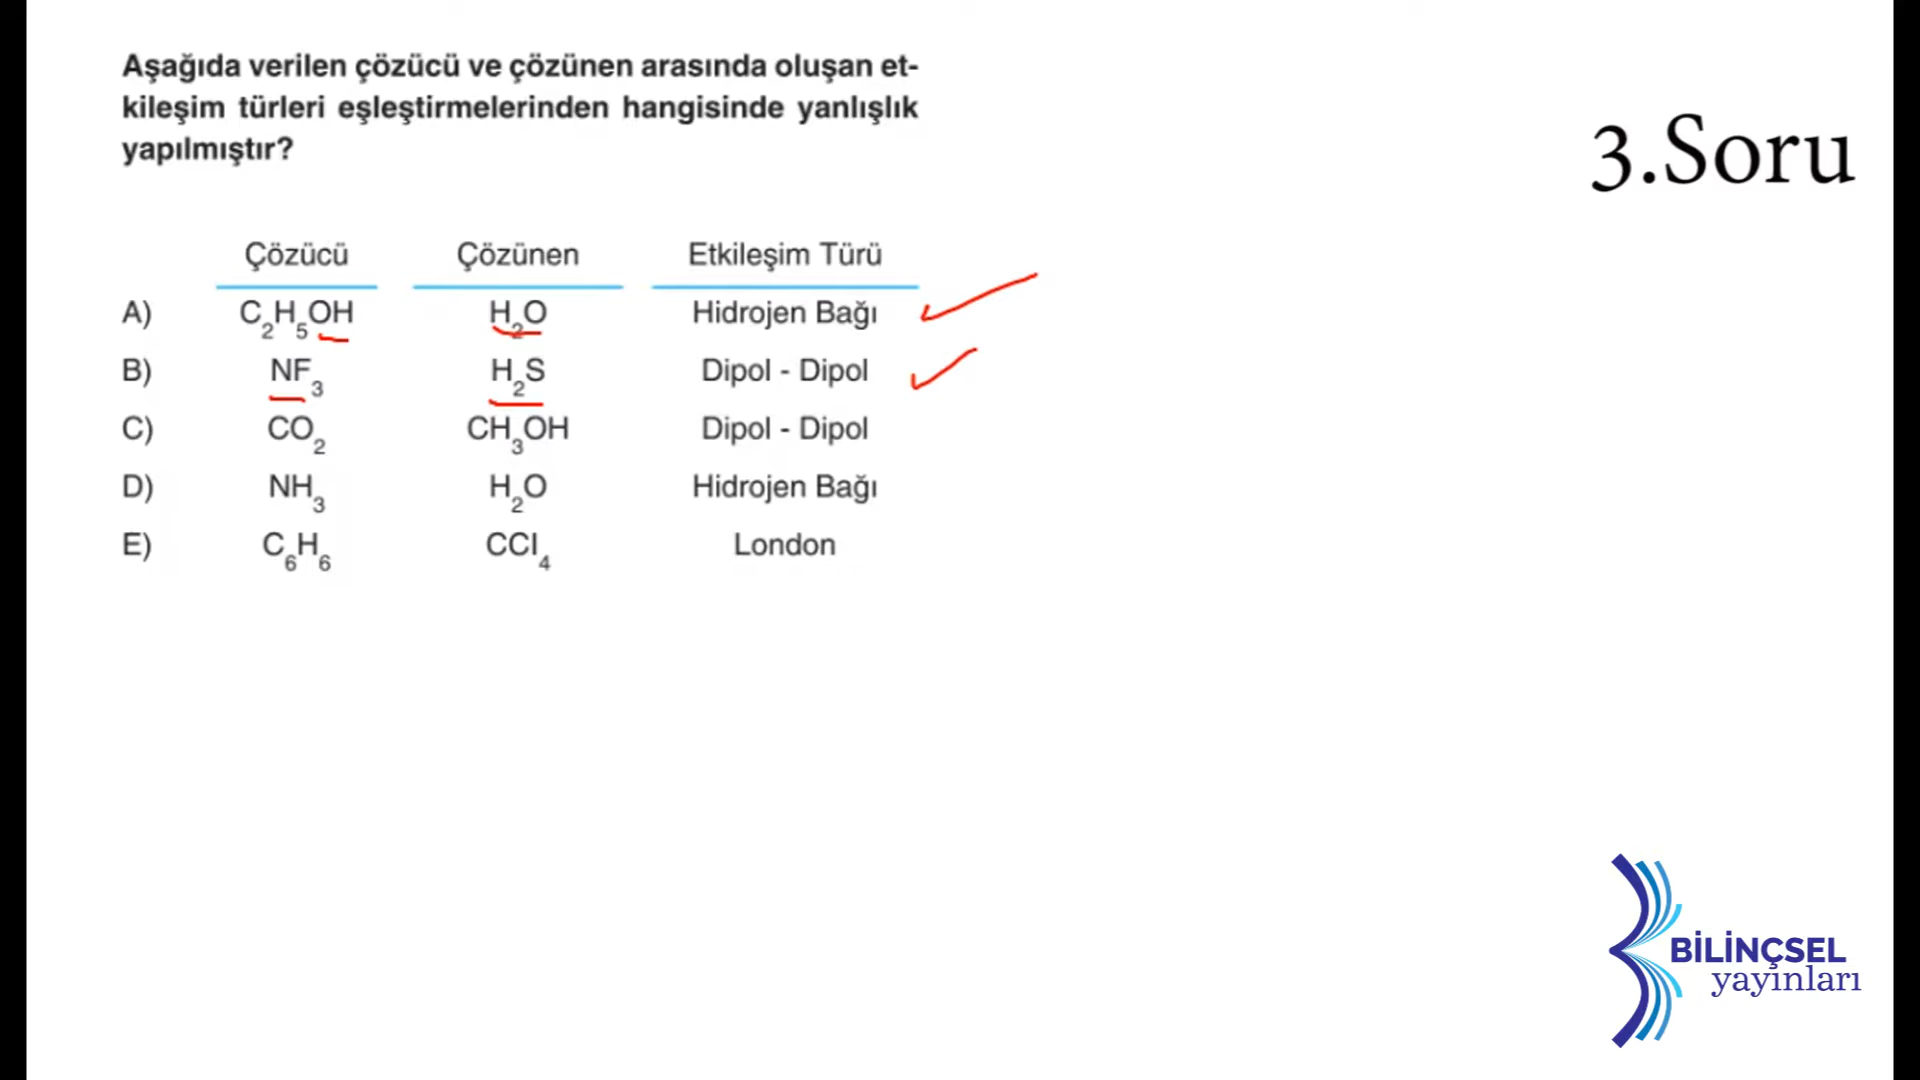 Aşağıda verilen çözücü ve çözünen arasında oluşan et-
kileşim türleri eşleştirmelerinden hangisinde yanlışlık
yapılmıştır?
3.Soru
Çözücü Çözünen Etkileşim Türü
A) C₂H₅OH H₂O Hidrojen Bağı
B) NF₃ H₂S Dipol - Dipol
C) CO₂ CH₃OH Dipol - Dipol
D) NH₃ H₂O Hidrojen Bağı
E) C₆H₆ CCl₄ London
BİLİNÇSEL
yayınları